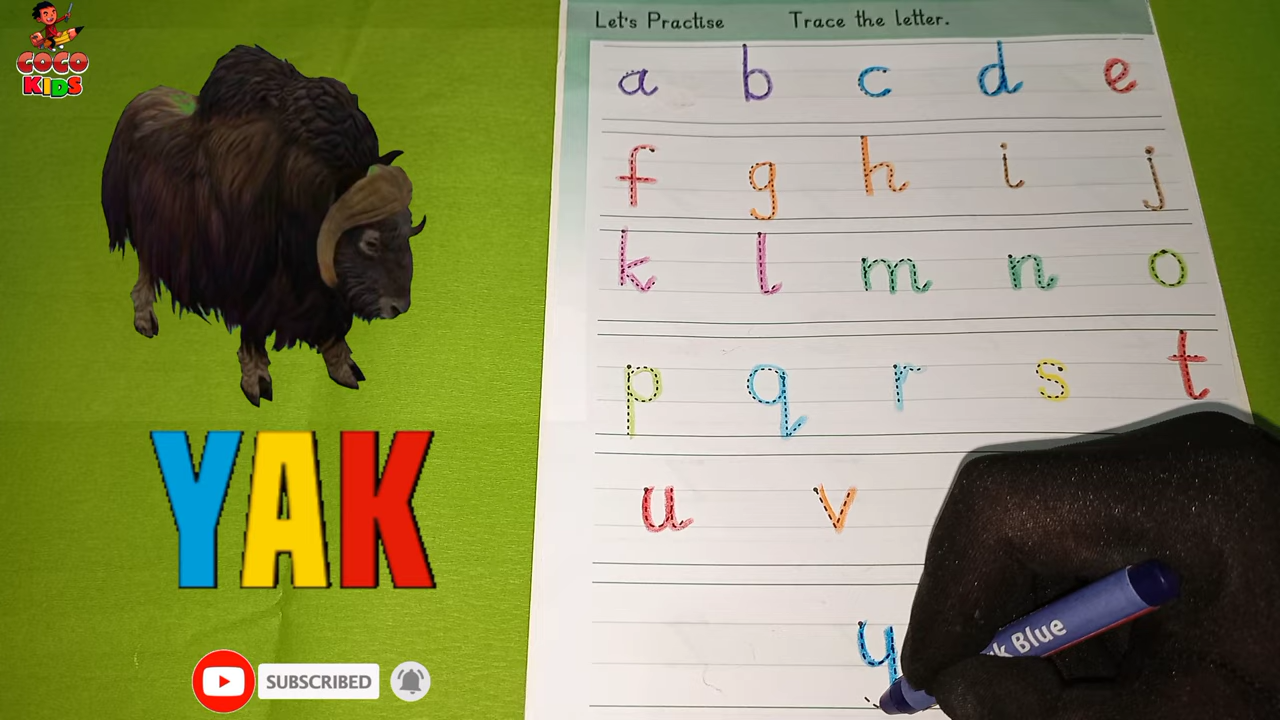 COCO
KIDS
Let's Practise Trace the letter.
a b c d e
f g h i j
k l m n o
p q r s t
u v
y
YAK
k Blue
SUBSCRIBED